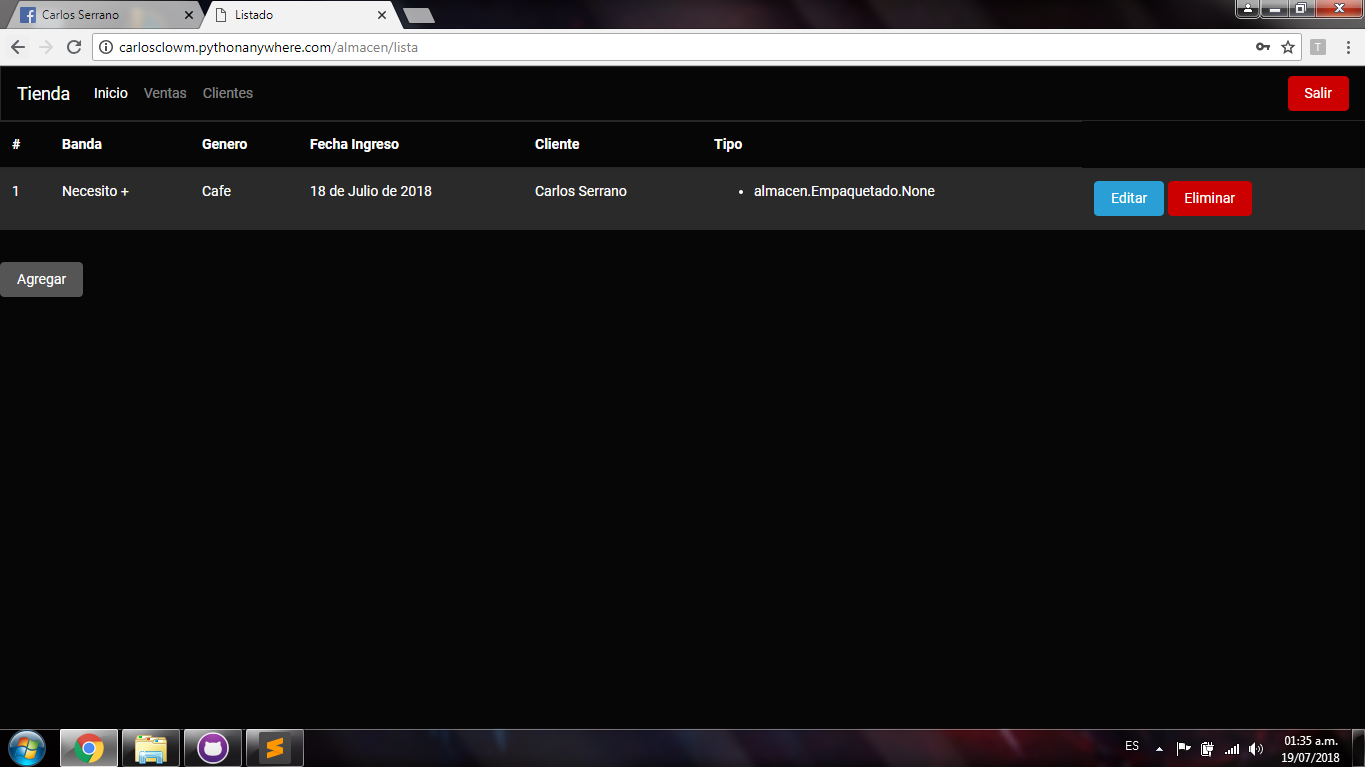 Carlos Serrano
Listado
carlosclowm.pythonanywhere.com/almacen/lista
T
Tienda Inicio Ventas Clientes Salir
# Banda Genero Fecha Ingreso Cliente Tipo
1 Necesito + Cafe 18 de Julio de 2018 Carlos Serrano • almacen.Empaquetado.None Editar Eliminar
Agregar
ES
01:35 a.m.
19/07/2018